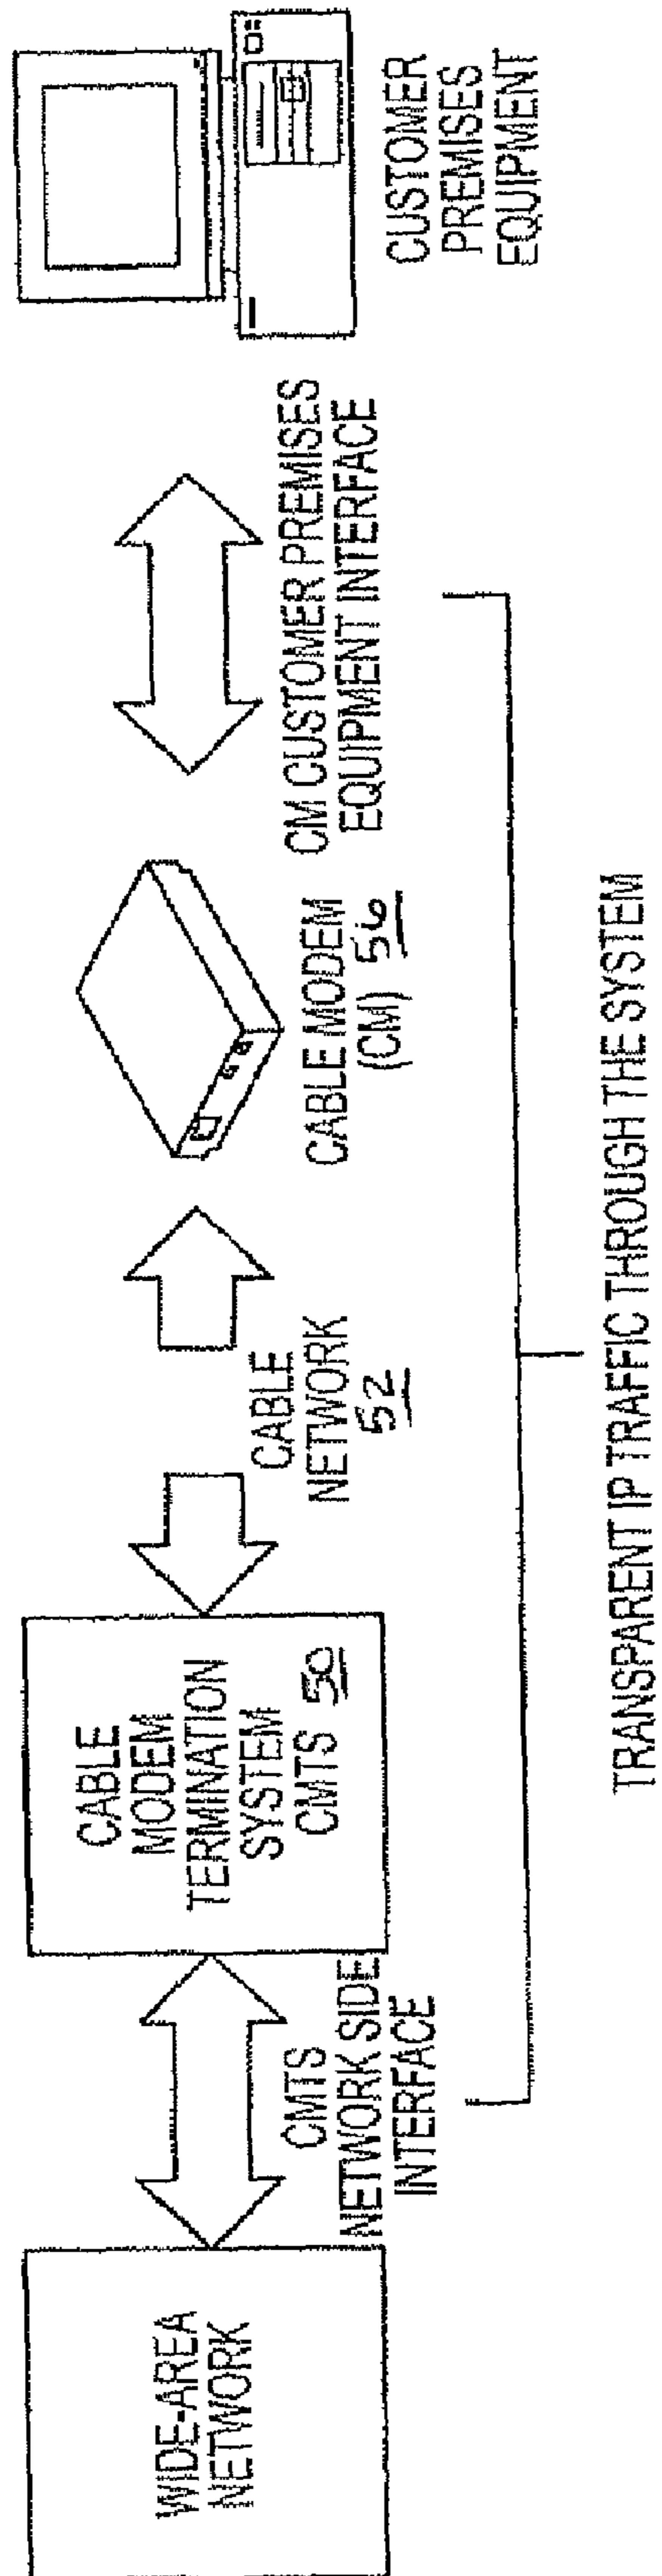 WIDE-AREA
NETWORK
CMTS
NETWORK SIDE
INTERFACE
CABLE
MODEM
TERMINATION
SYSTEM
CMTS 50
CABLE
NETWORK
52
CABLE MODEM
(CM) 56
CM CUSTOMER PREMISES
EQUIPMENT INTERFACE
CUSTOMER
PREMISES
EQUIPMENT
TRANSPARENT IP TRAFFIC THROUGH THE SYSTEM